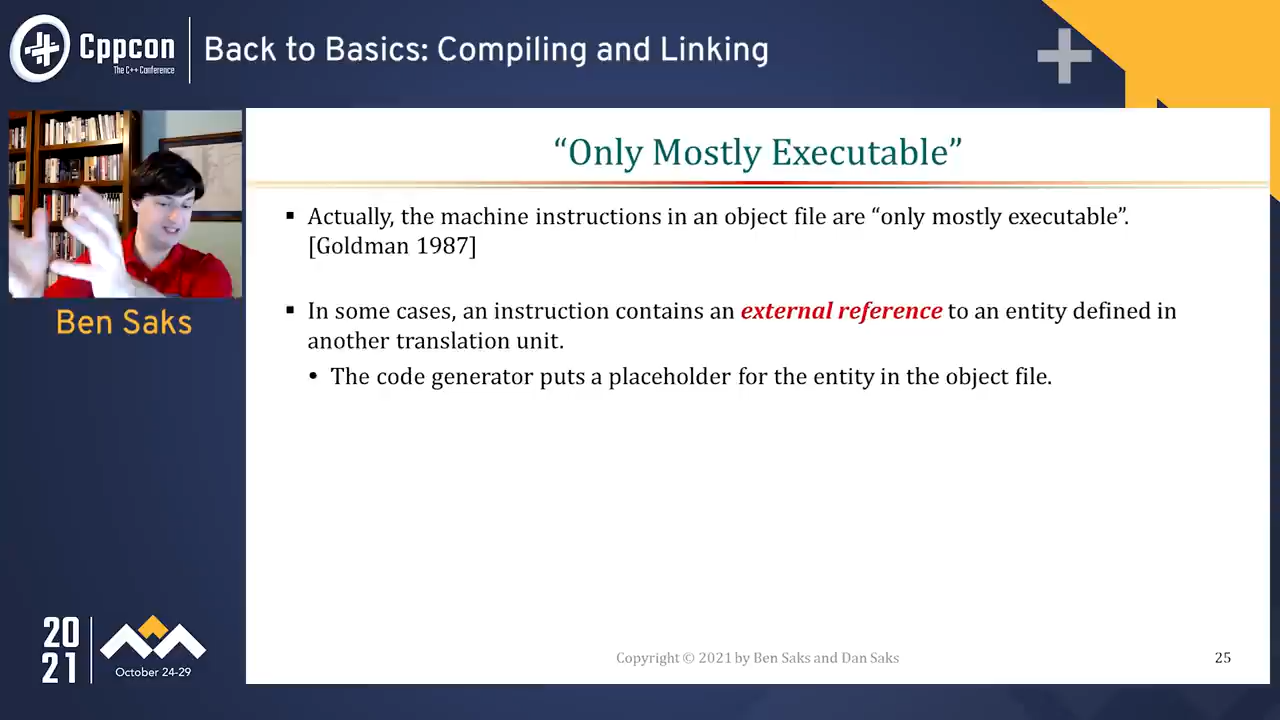 Cppcon
The C++ Conference
Back to Basics: Compiling and Linking
Ben Saks
“Only Mostly Executable”
▪ Actually, the machine instructions in an object file are “only mostly executable”.
[Goldman 1987]
▪ In some cases, an instruction contains an external reference to an entity defined in
another translation unit.
• The code generator puts a placeholder for the entity in the object file.
20
21
October 24-29
Copyright © 2021 by Ben Saks and Dan Saks
25